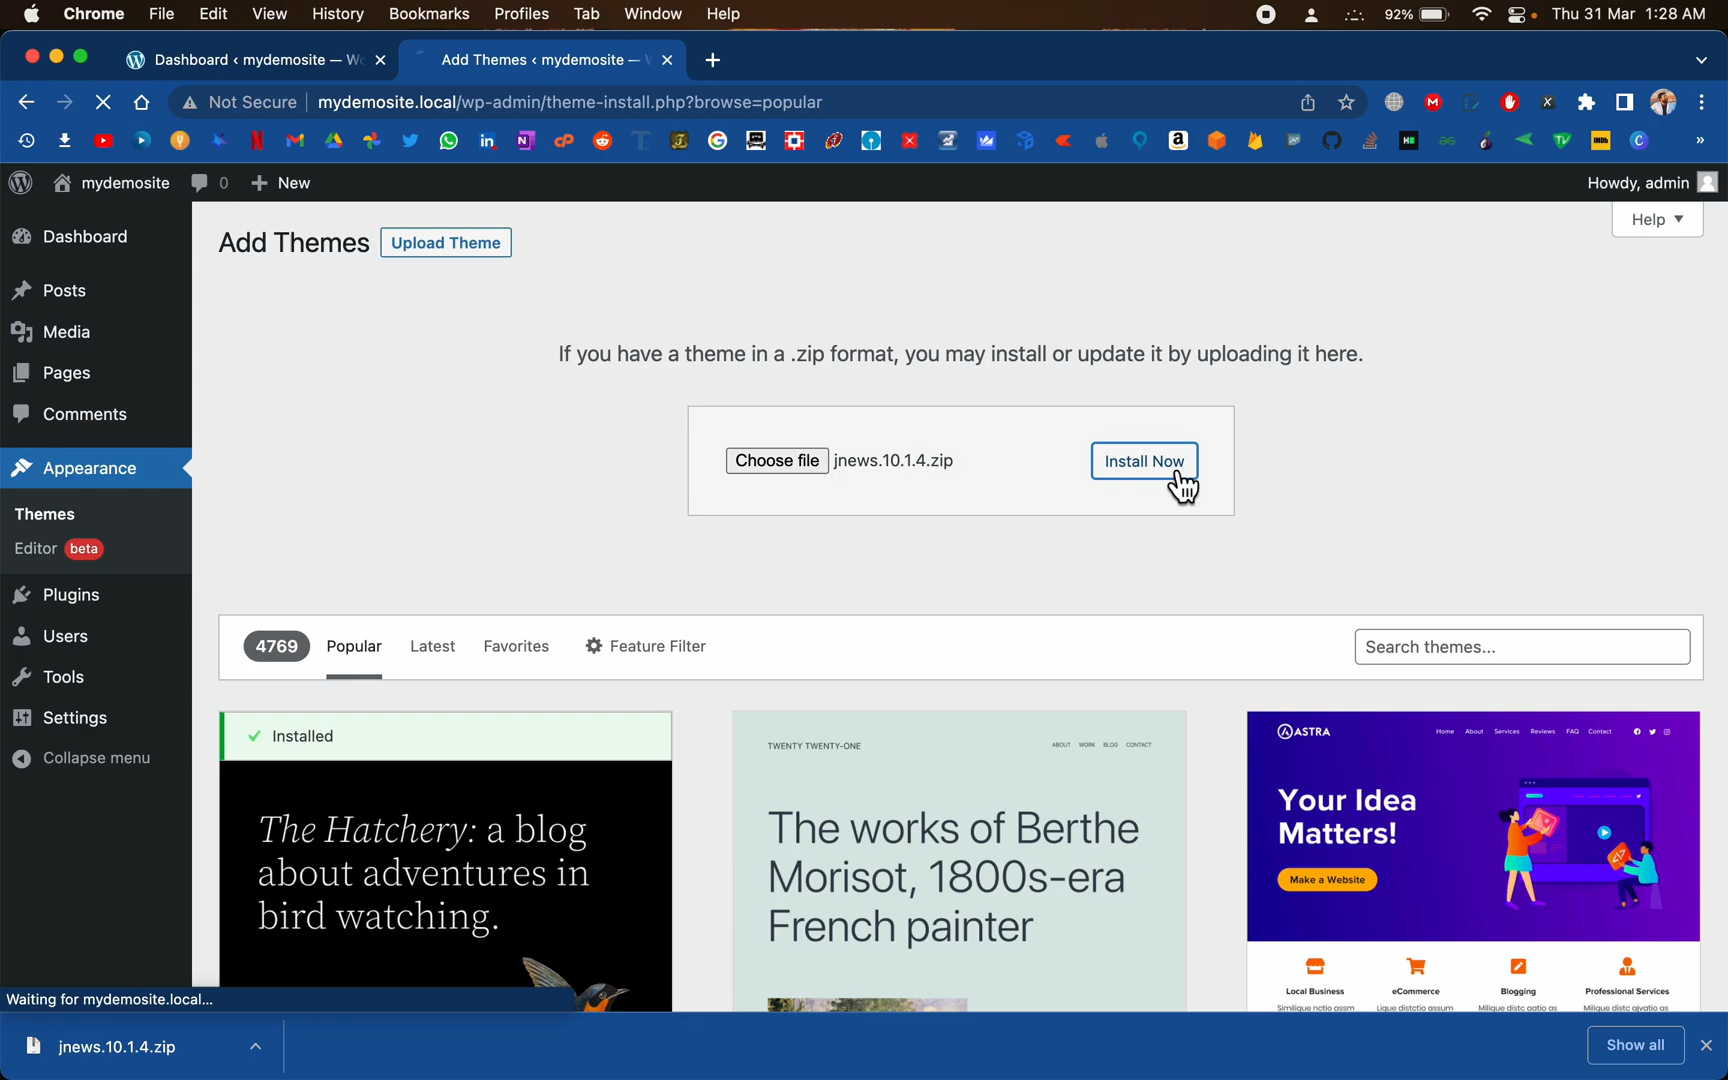 Chrome File Edit View History Bookmarks Profiles Tab Window Help 92% Thu 31 Mar 1:28 AM
Dashboard ‹ mydemosite — Wo Add Themes ‹ mydemosite —
Not Secure mydemosite.local/wp-admin/theme-install.php?browse=popular
mydemosite 0 New Howdy, admin
Help
Dashboard
Posts
Media
Pages
Comments
Appearance
Themes
Editor beta
Plugins
Users
Tools
Settings
Collapse menu
Add Themes Upload Theme
If you have a theme in a .zip format, you may install or update it by uploading it here.
Choose file jnews.10.1.4.zip Install Now
4769 Popular Latest Favorites Feature Filter Search themes...
Installed
The Hatchery: a blog
about adventures in
bird watching.
TWENTY TWENTY-ONE ABOUT WORK BLOG CONTACT
The works of Berthe
Morisot, 1800s-era
French painter
ASTRA Home About Services Reviews FAQ Contact
Your Idea
Matters!
Make a Website
Local Business eCommerce Blogging Professional Services
Waiting for mydemosite.local...
jnews.10.1.4.zip Show all